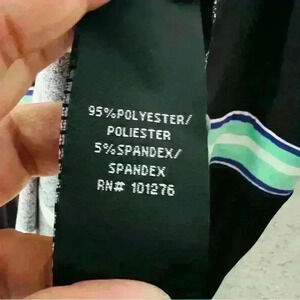 95%POLYESTER/
POLIESTER
5%SPANDEX/
SPANDEX
RN# 101276